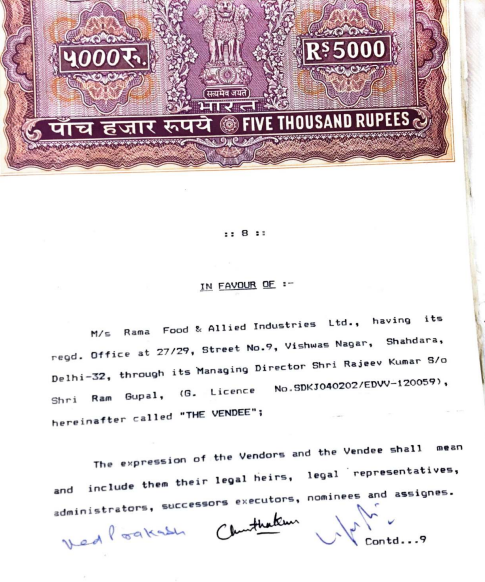 ५000रु.
Rs 5000
सत्यमेव जयते
भारत
पाँच हजार रूपये FIVE THOUSAND RUPEES
:: 8 ::
IN FAVOUR OF :-
M/s Rama Food & Allied Industries Ltd., having its
regd. Office at 27/29, Street No.9, Vishwas Nagar, Shahdara,
Delhi-32, through its Managing Director Shri Rajeev Kumar S/o
Shri Ram Gupal, (G. Licence No.SDKJ040202/EDVV-120059),
hereinafter called "THE VENDEE";
The expression of the Vendors and the Vendee shall mean
and include them their legal heirs, legal representatives,
administrators, successors executors, nominees and assignes.
Ved Prakash
Contd...9